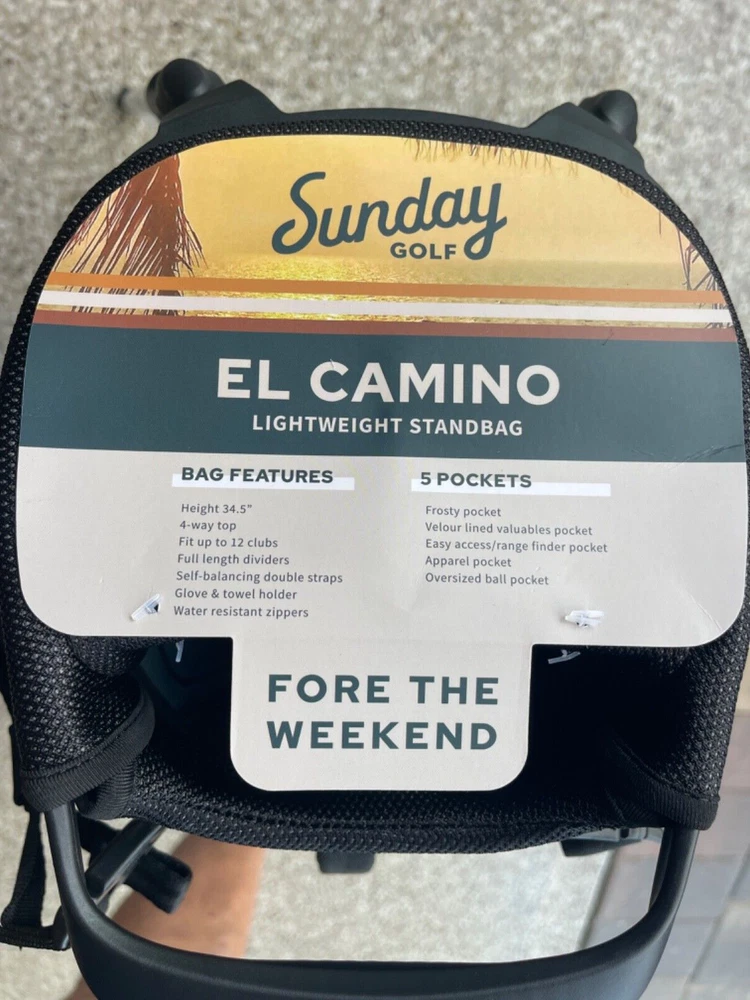 Sunday
GOLF
EL CAMINO
LIGHTWEIGHT STANDBAG
BAG FEATURES
Height 34.5"
4-way top
Fit up to 12 clubs
Full length dividers
Self-balancing double straps
Glove & towel holder
Water resistant zippers
5 POCKETS
Frosty pocket
Velour lined valuables pocket
Easy access/range finder pocket
Apparel pocket
Oversized ball pocket
FORE THE
WEEKEND